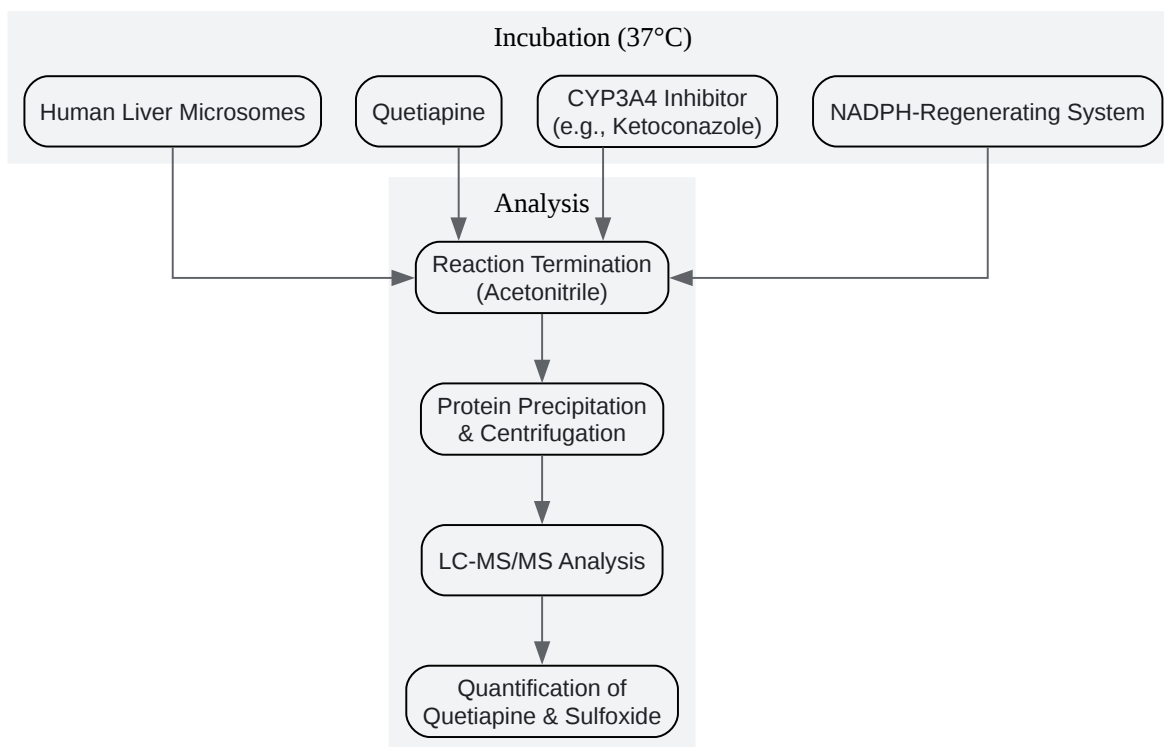 Incubation (37°C)
Human Liver Microsomes
Quetiapine
CYP3A4 Inhibitor
(e.g., Ketoconazole)
NADPH-Regenerating System
Analysis
Reaction Termination
(Acetonitrile)
Protein Precipitation
& Centrifugation
LC-MS/MS Analysis
Quantification of
Quetiapine & Sulfoxide